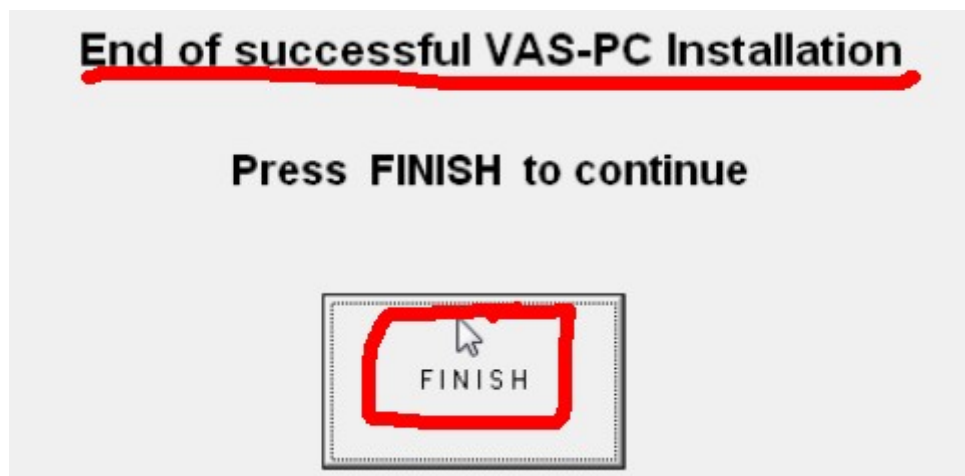 End of successful VAS-PC Installation
Press FINISH to continue
FINISH